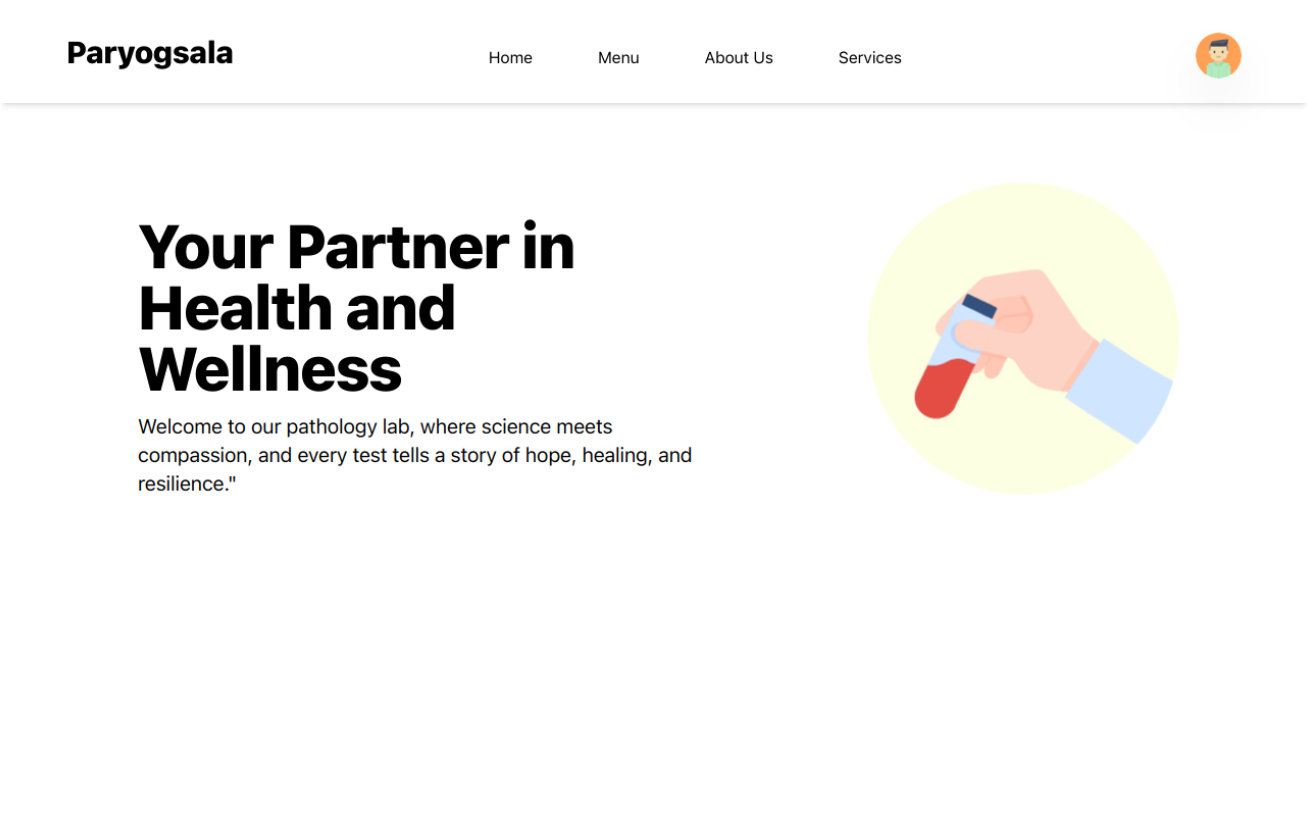 Paryogsala
Home Menu About Us Services
Your Partner in
Health and
Wellness
Welcome to our pathology lab, where science meets
compassion, and every test tells a story of hope, healing, and
resilience."